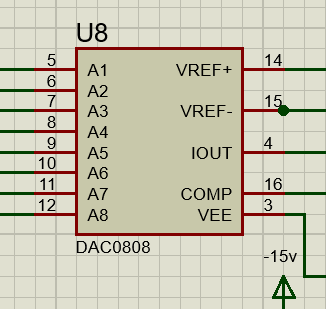 U8
5 A1 VREF+ 14
6 A2
7 A3 VREF- 15
8 A4
9 A5 IOUT 4
10 A6
11 A7 COMP 16
12 A8 VEE 3
DAC0808
-15v